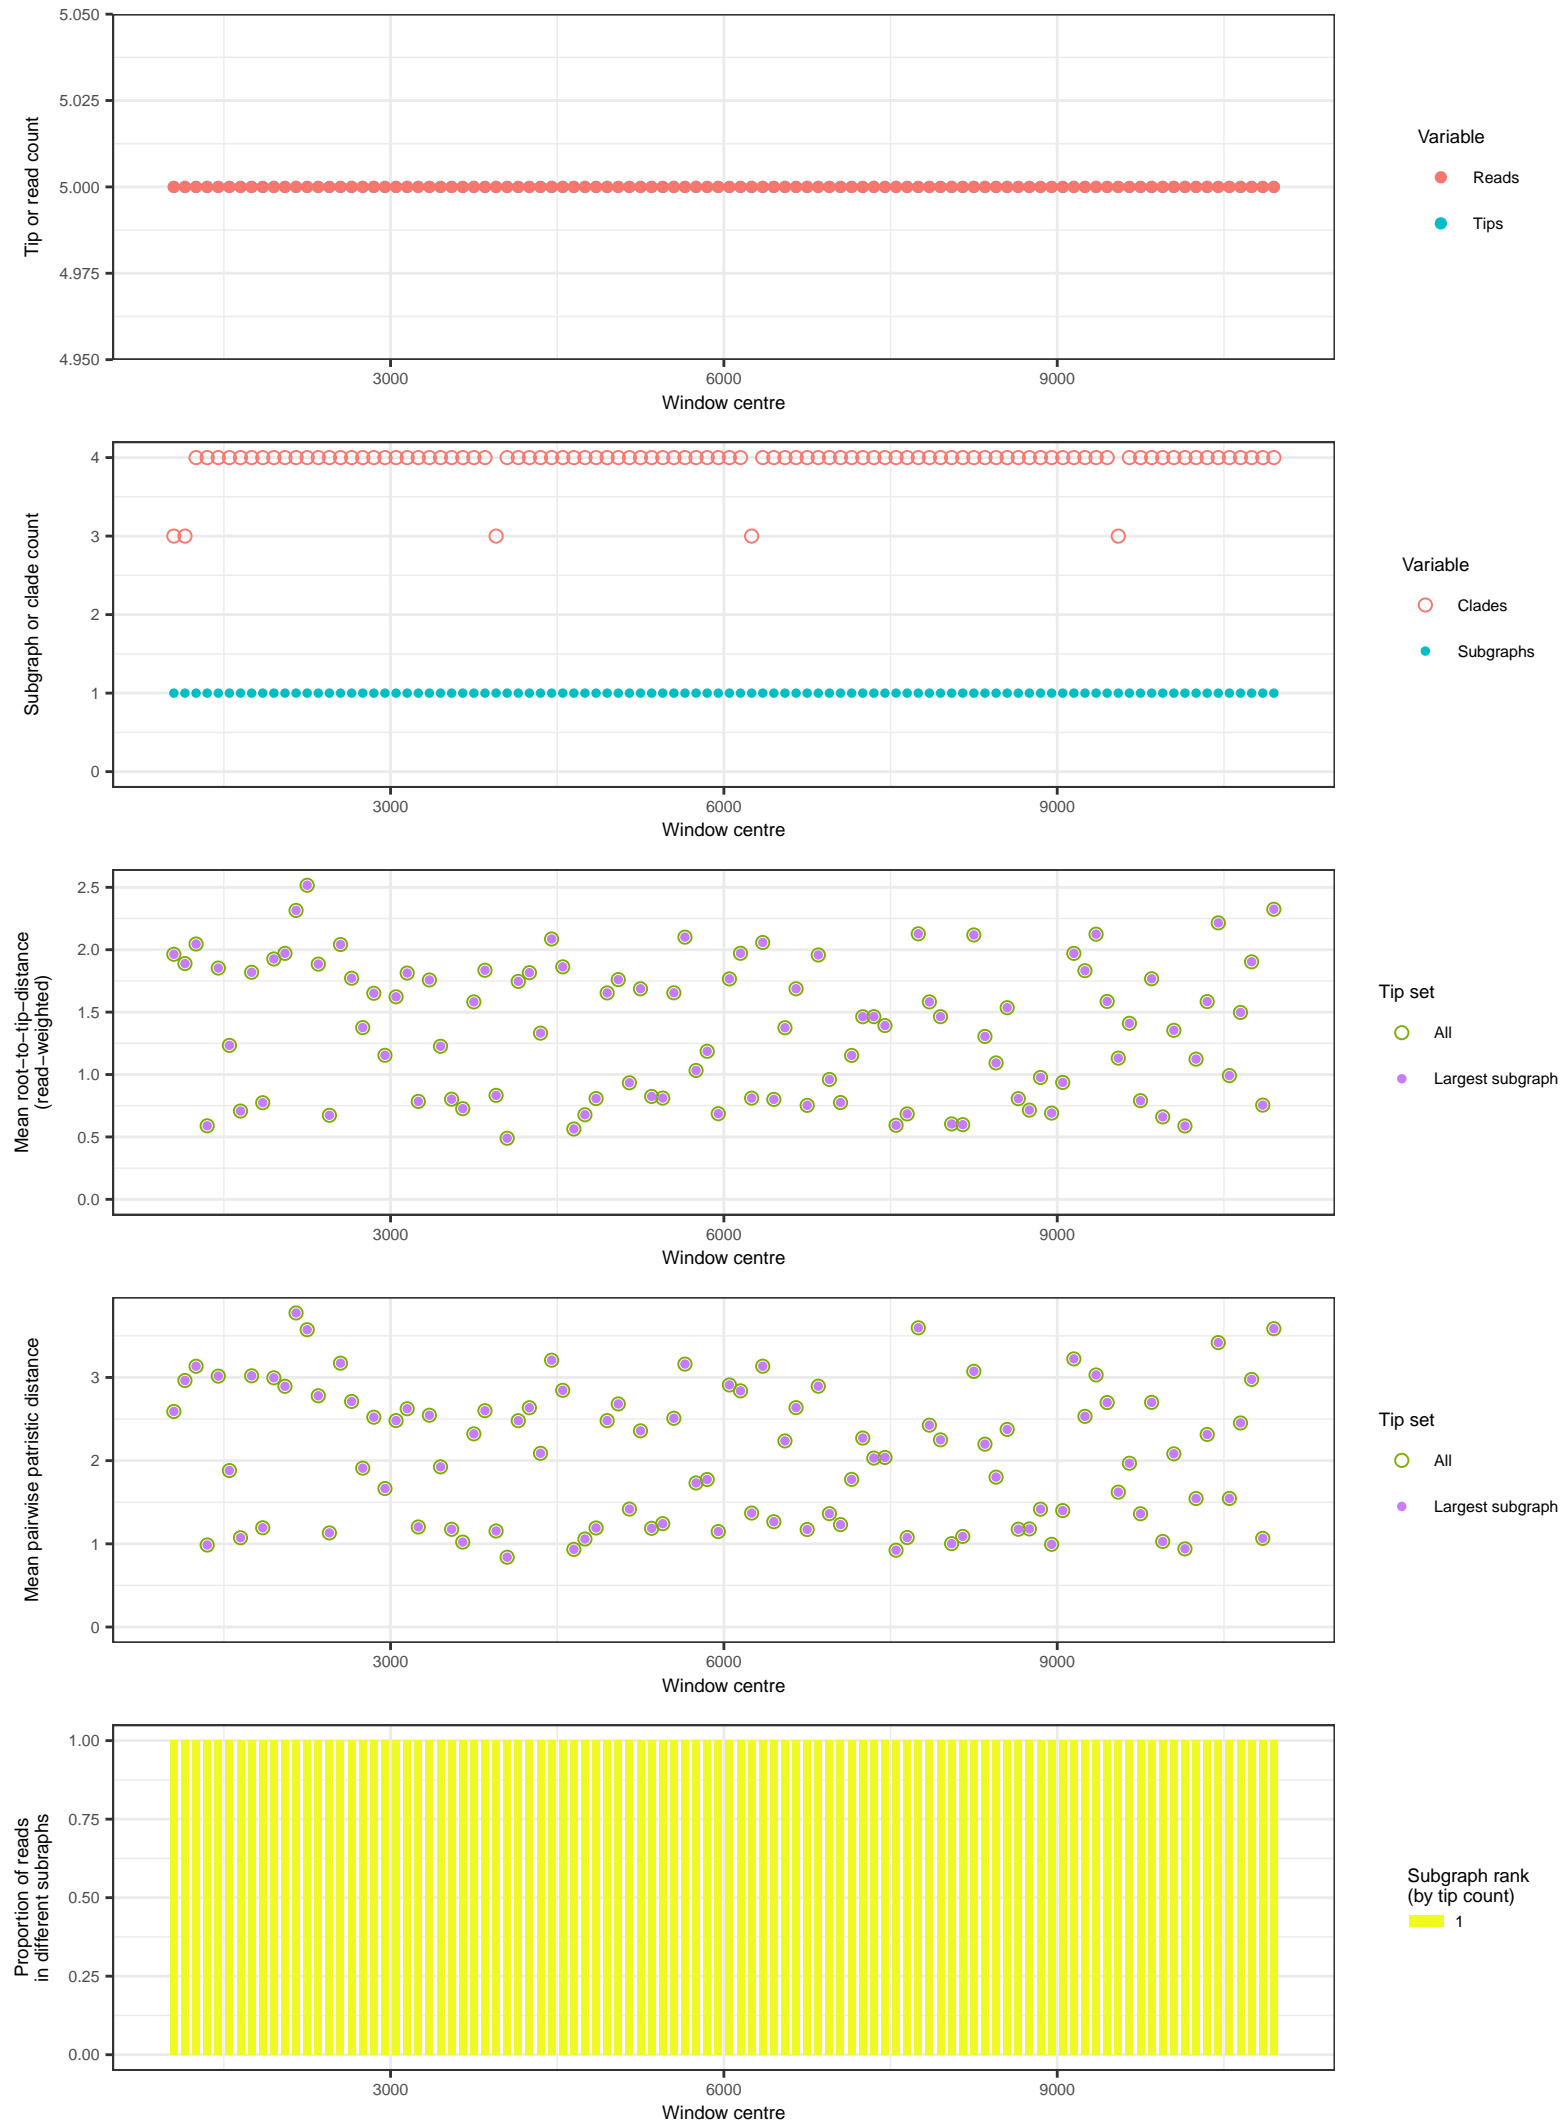 5.050
5.025
5.000
4.975
4.950
Tip or read count
3000 6000 9000
Window centre
Variable
Reads
Tips
4
3
2
1
0
Subgraph or clade count
3000 6000 9000
Window centre
Variable
Clades
Subgraphs
2.5
2.0
1.5
1.0
0.5
0.0
Mean root−to−tip−distance
(read−weighted)
3000 6000 9000
Window centre
Tip set
All
Largest subgraph
3
2
1
0
Mean pairwise patristic distance
3000 6000 9000
Window centre
Tip set
All
Largest subgraph
1.00
0.75
0.50
0.25
0.00
Proportion of reads
in different subraphs
3000 6000 9000
Window centre
Subgraph rank
(by tip count)
1